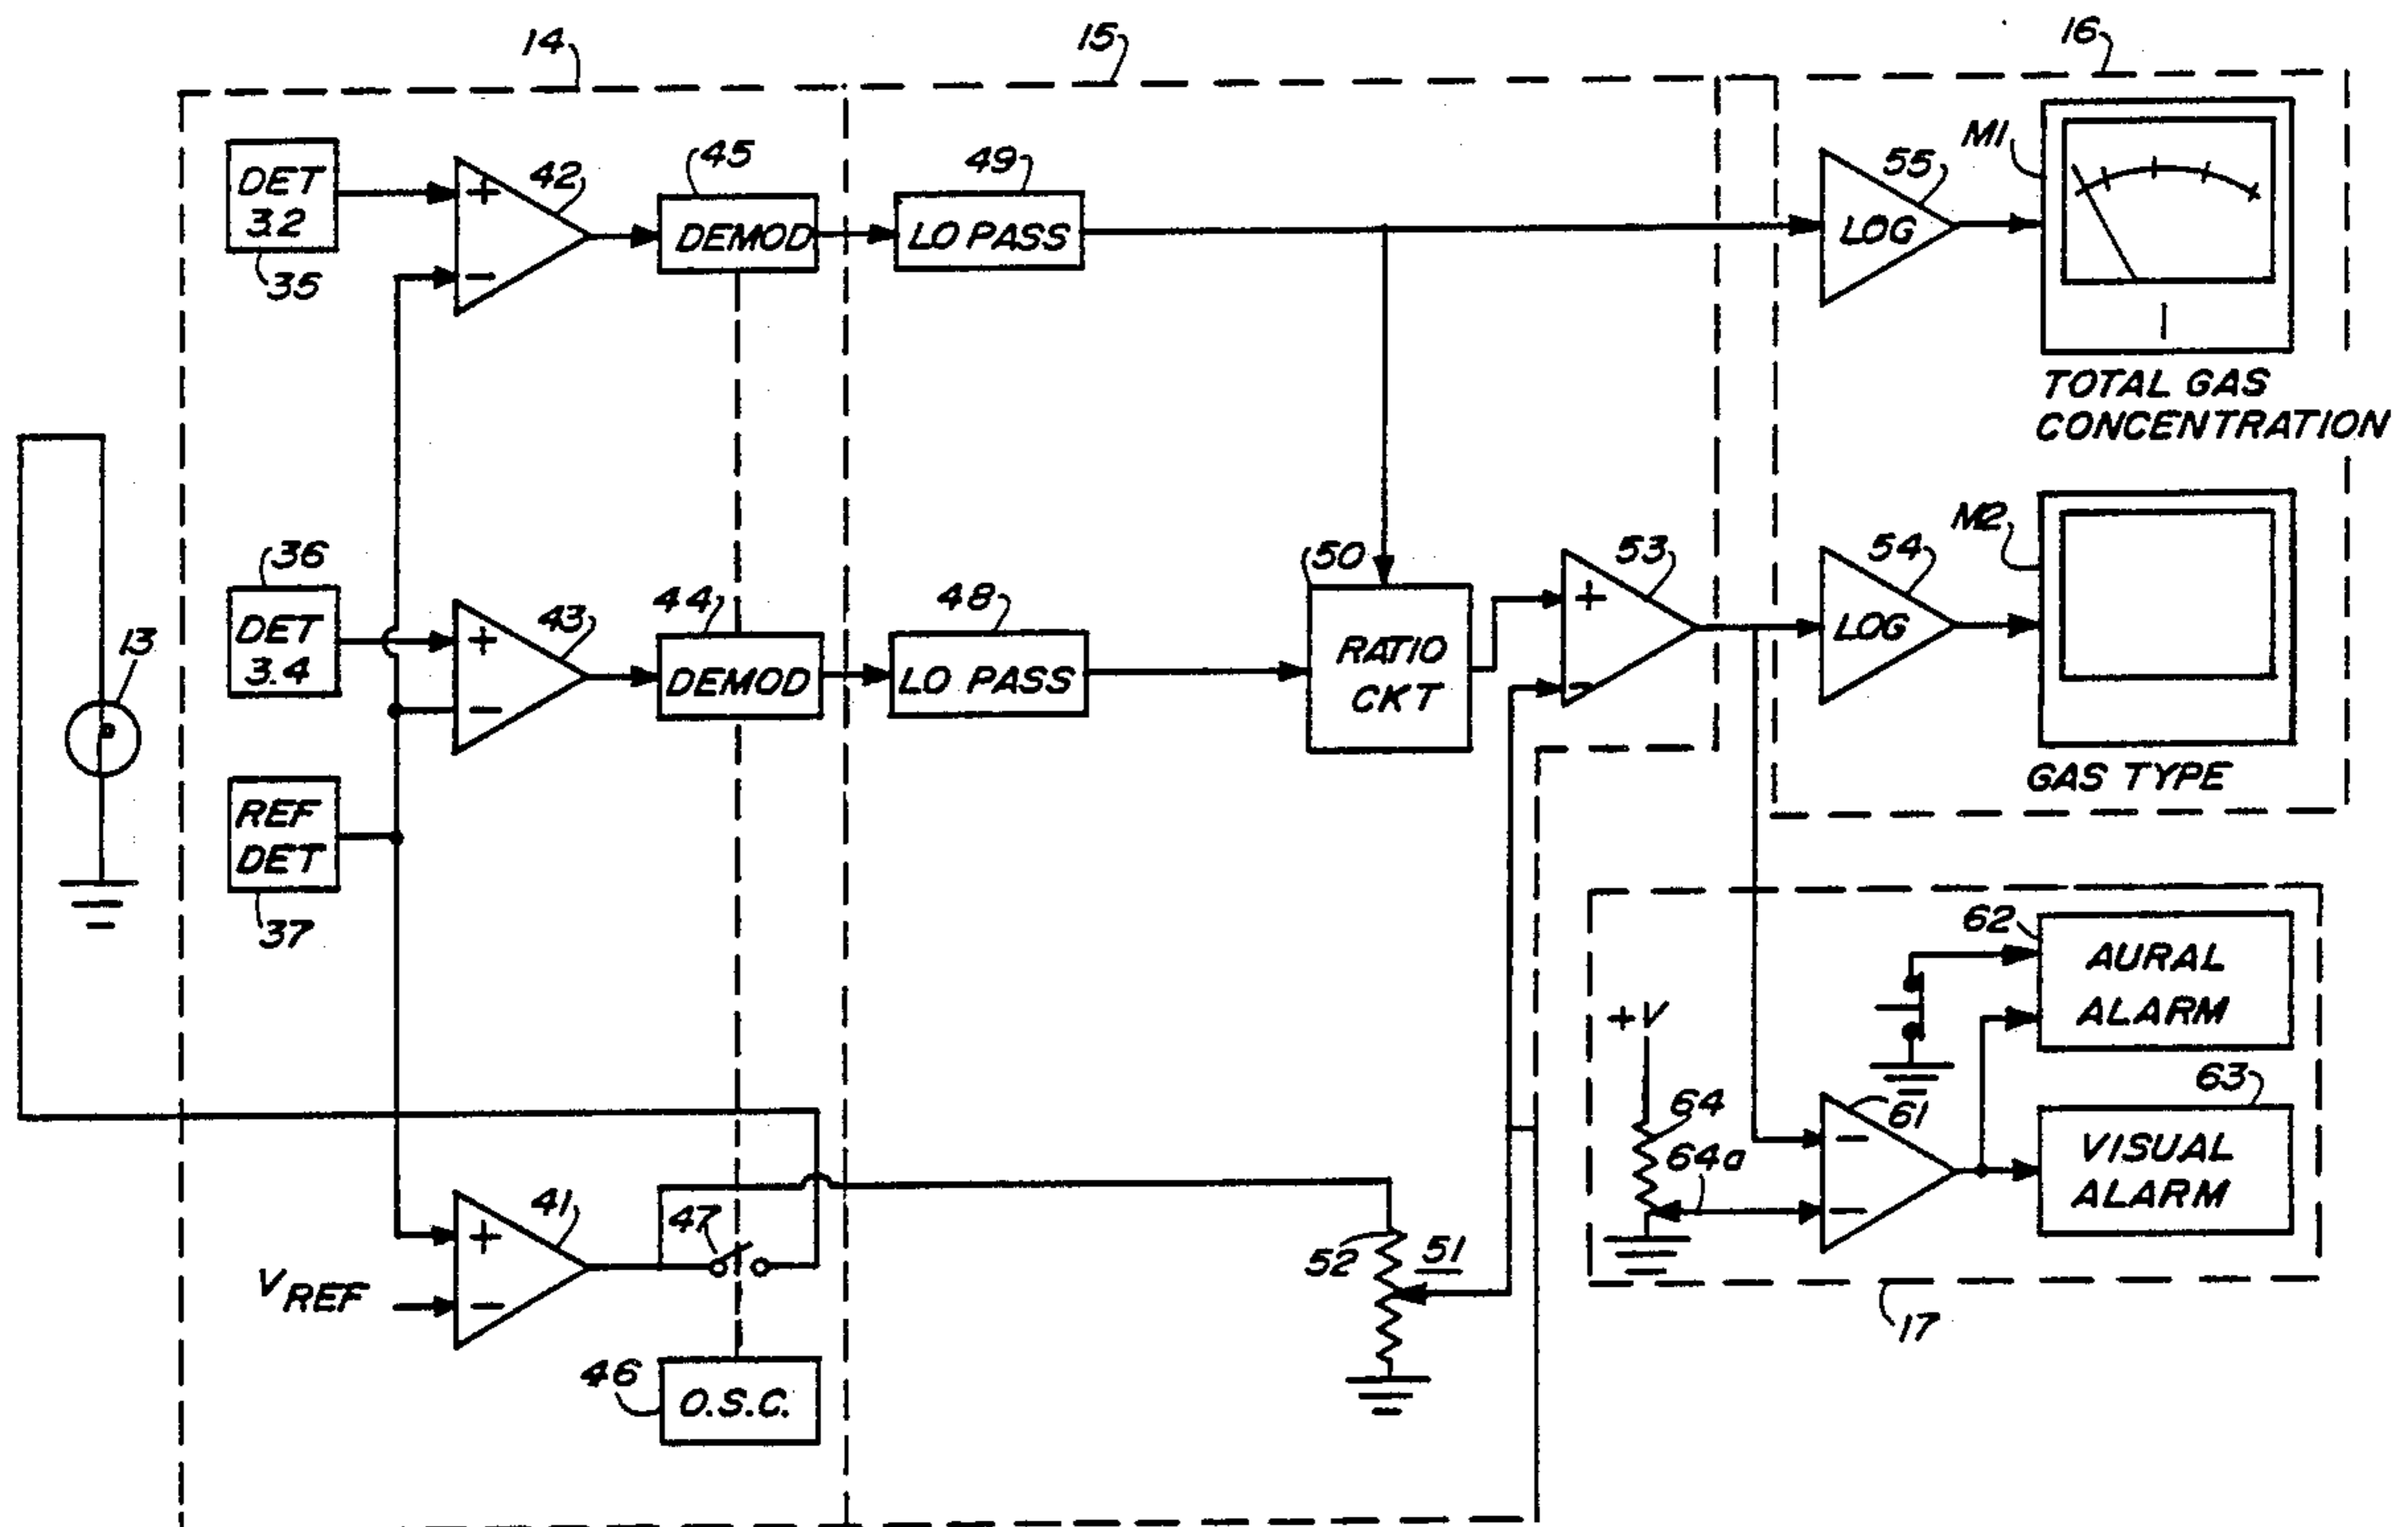 14
15
16
DET
3.2
35
+
−
42
45
DEMOD
49
LO PASS
55
LOG
M1
TOTAL GAS
CONCENTRATION
13
36
DET
3.4
+
−
43
44
DEMOD
48
LO PASS
50
RATIO
CKT
+
−
53
54
LOG
M2
GAS TYPE
REF
DET
37
62
AURAL
ALARM
+V
64
64a
−
−
61
63
VISUAL
ALARM
17
VREF
+
−
41
47
46
O.S.C.
52
51